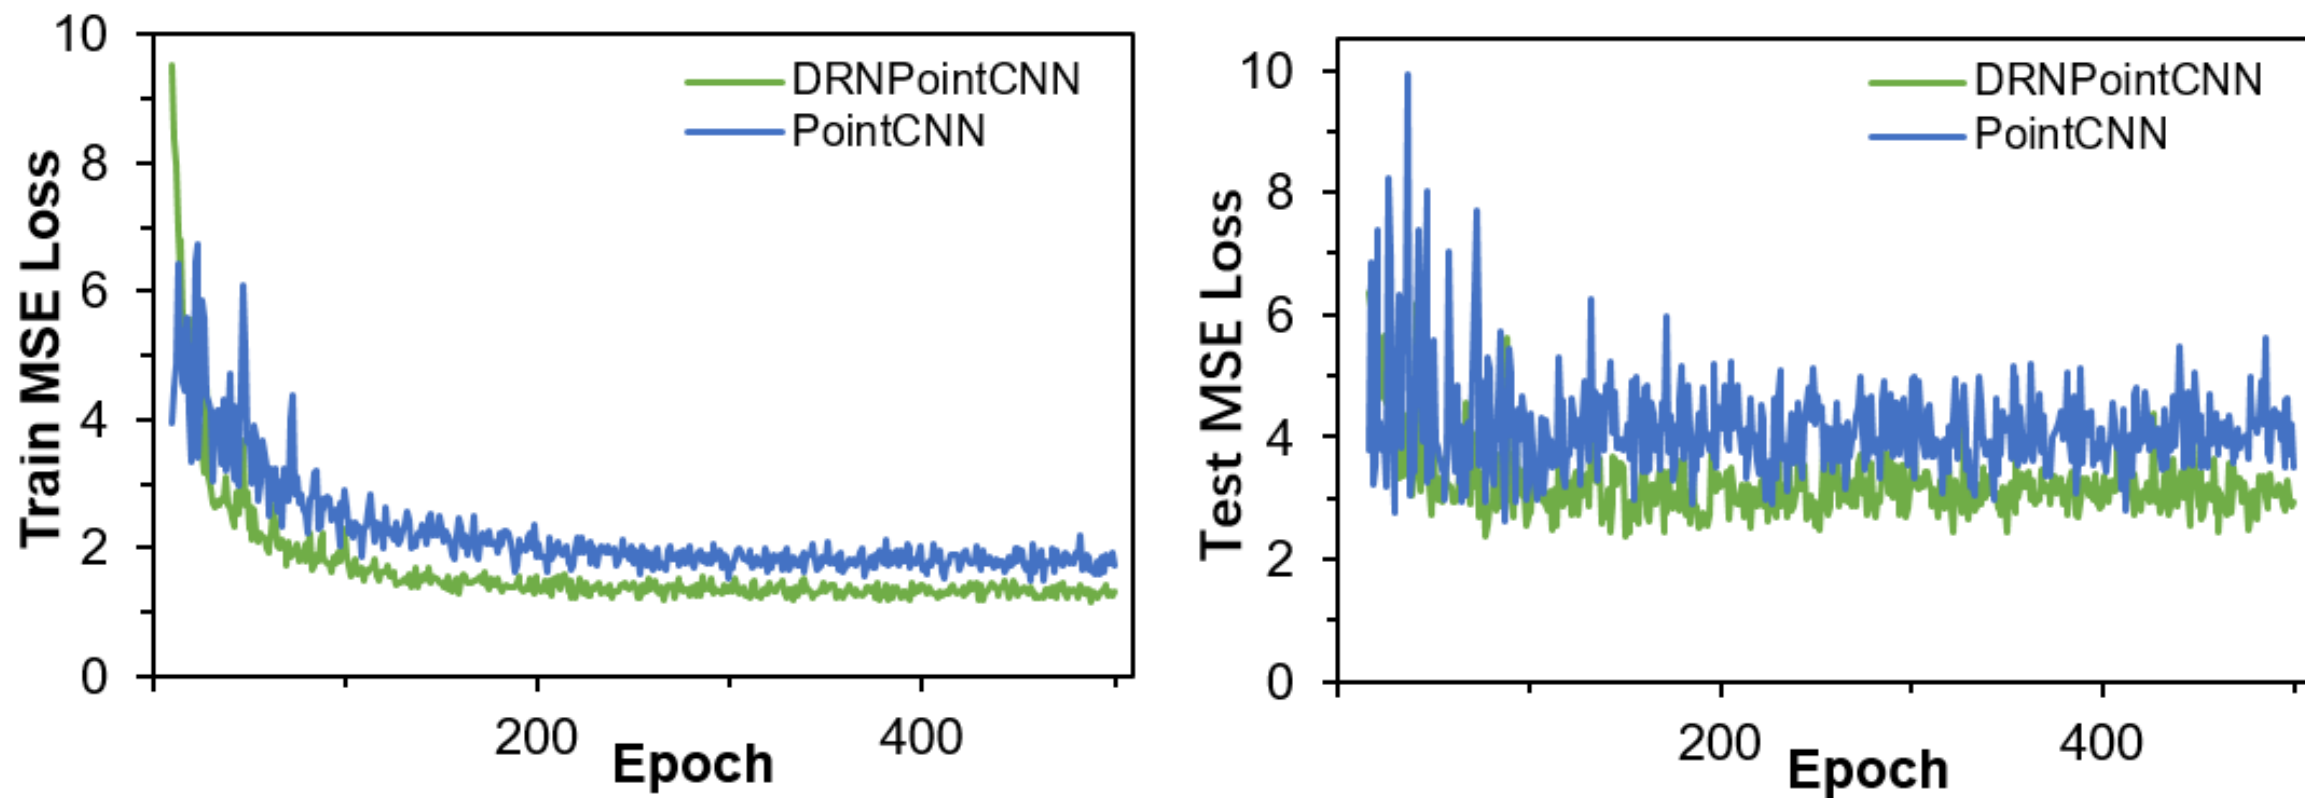 Train MSE Loss
10
8
6
4
2
0
DRNPointCNN
PointCNN
200
400
Epoch
Test MSE Loss
10
8
6
4
2
0
DRNPointCNN
PointCNN
200
400
Epoch